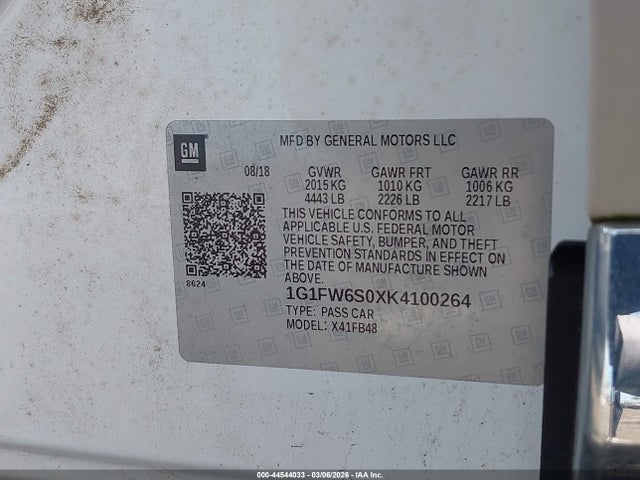 GM
MFD BY GENERAL MOTORS LLC
08/18 GVWR GAWR FRT GAWR RR
2015 KG 1010 KG 1006 KG
4443 LB 2226 LB 2217 LB
THIS VEHICLE CONFORMS TO ALL
APPLICABLE U.S. FEDERAL MOTOR
VEHICLE SAFETY, BUMPER, AND THEFT
PREVENTION STANDARDS IN EFFECT ON
THE DATE OF MANUFACTURE SHOWN
ABOVE.
8624
1G1FW6S0XK4100264
TYPE: PASS CAR
MODEL: X41FB48
000-44544033 - 03/06/2026 - IAA Inc.